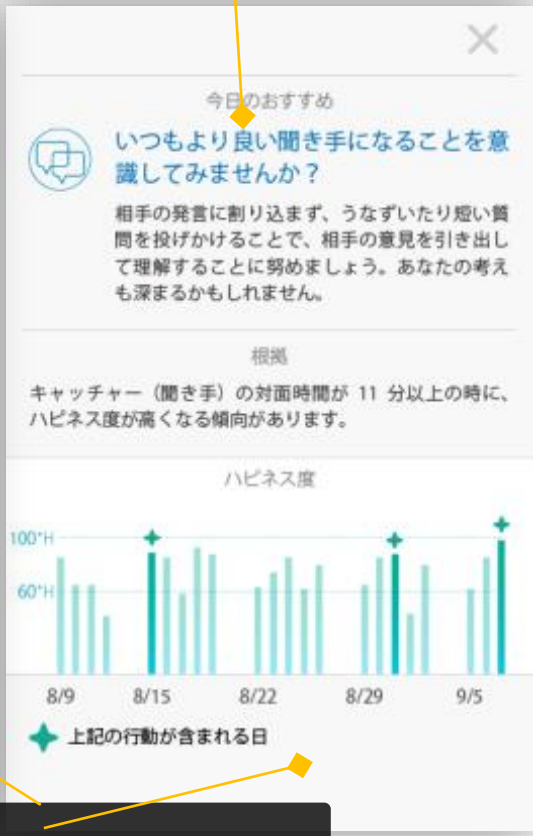 今日のおすすめ
いつもより良い聞き手になることを意
識してみませんか？
相手の発言に割り込まず、うなずいたり短い質
問を投げかけることで、相手の意見を引き出し
て理解することに努めましょう。あなたの考え
も深まるかもしれません。
根拠
キャッチャー（聞き手）の対面時間が 11 分以上の時に、
ハピネス度が高くなる傾向があります。
ハピネス度
100°H
60°H
8/9 8/15 8/22 8/29 9/5
上記の行動が含まれる日